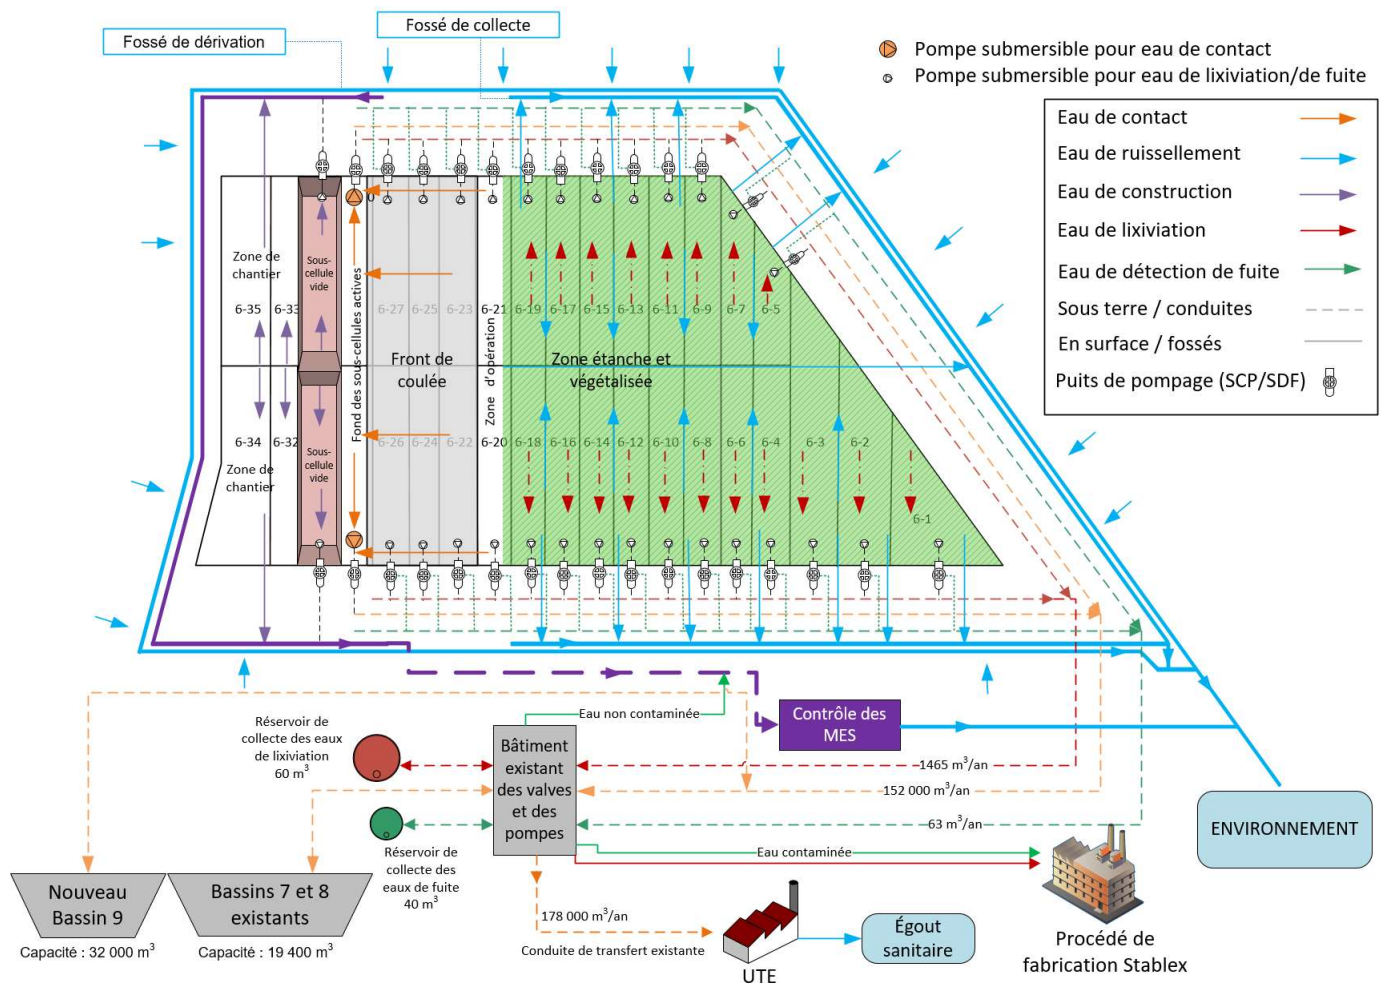 Fossé de dérivation
Fossé de collecte
Pompe submersible pour eau de contact
Pompe submersible pour eau de lixiviation/de fuite
Eau de contact
Eau de ruissellement
Eau de construction
Eau de lixiviation
Eau de détection de fuite
Sous terre / conduites
En surface / fossés
Puits de pompage (SCP/SDF)
Zone de
chantier
Sous-
cellule
vide
Fond des sous-cellules actives
0
6-35
6-33
6-27
6-25
6-23
6-21
6-19
6-17
6-15
6-13
6-11
6-9
6-7
6-5
Front de
coulée
Zone d'opération
Zone étanche et
végétalisée
6-34
6-32
6-26
6-24
6-22
6-20
6-18
6-16
6-14
6-12
6-10
6-8
6-6
6-4
6-3
6-2
6-1
Zone de
chantier
Sous-
cellule
vide
Eau non contaminée
Contrôle des
MES
Réservoir de
collecte des eaux
de lixiviation
60 m³
Bâtiment
existant
des valves
et des
pompes
1465 m³/an
152 000 m³/an
63 m³/an
ENVIRONNEMENT
Réservoir de
collecte des
eaux de fuite
40 m³
Eau contaminée
Nouveau
Bassin 9
Capacité : 32 000 m³
Bassins 7 et 8
existants
Capacité : 19 400 m³
178 000 m³/an
Conduite de transfert existante
UTE
Égout
sanitaire
Procédé de
fabrication Stablex